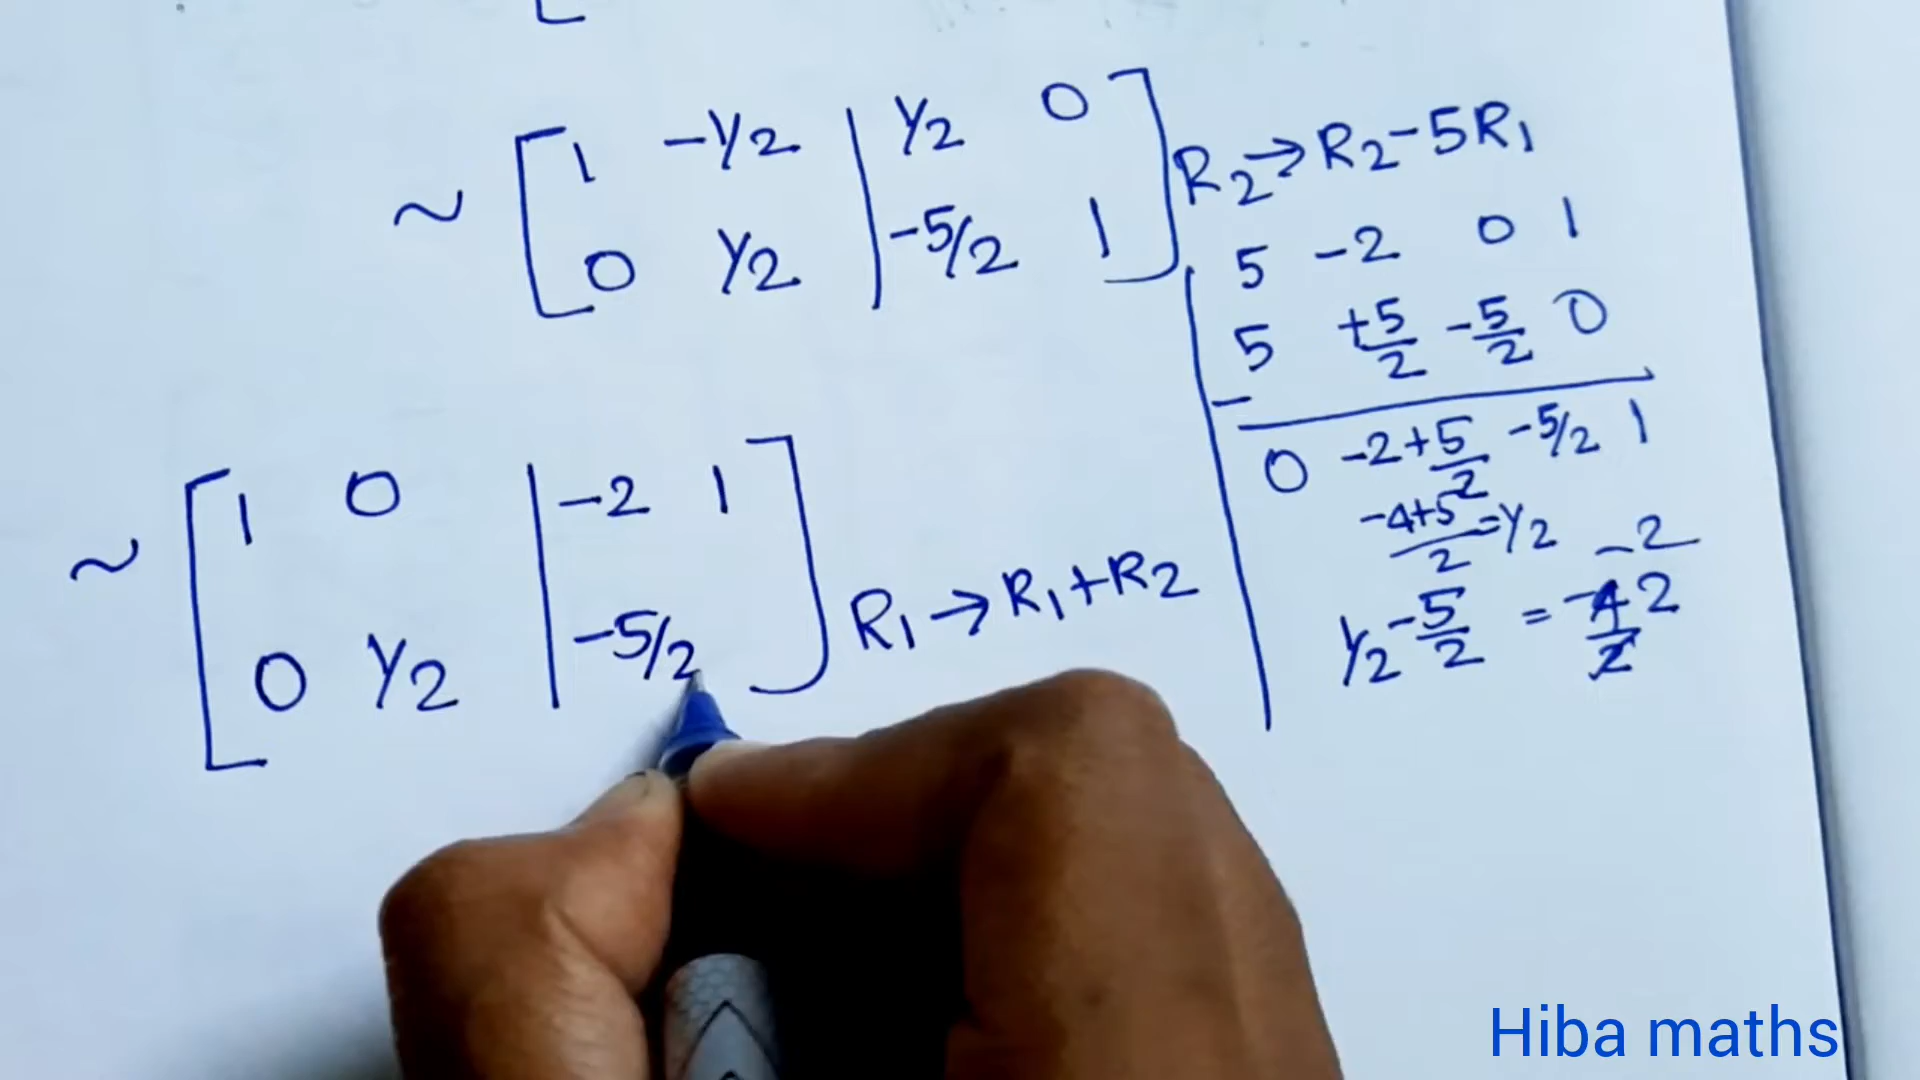 ~ [ 1 -1/2 | 1/2 0 ]
[ 0 1/2 | -5/2 1 ] R2→R2-5R1
5 -2 0 1
5 +5/2 -5/2 0
-
0 -2+5/2 -5/2 1
-4+5/2 =1/2
-2
1/2 -5/2 = -4/2 2
~ [ 1 0 | -2 1 ]
[ 0 1/2 | -5/2 ] R1→R1+R2
Hiba maths